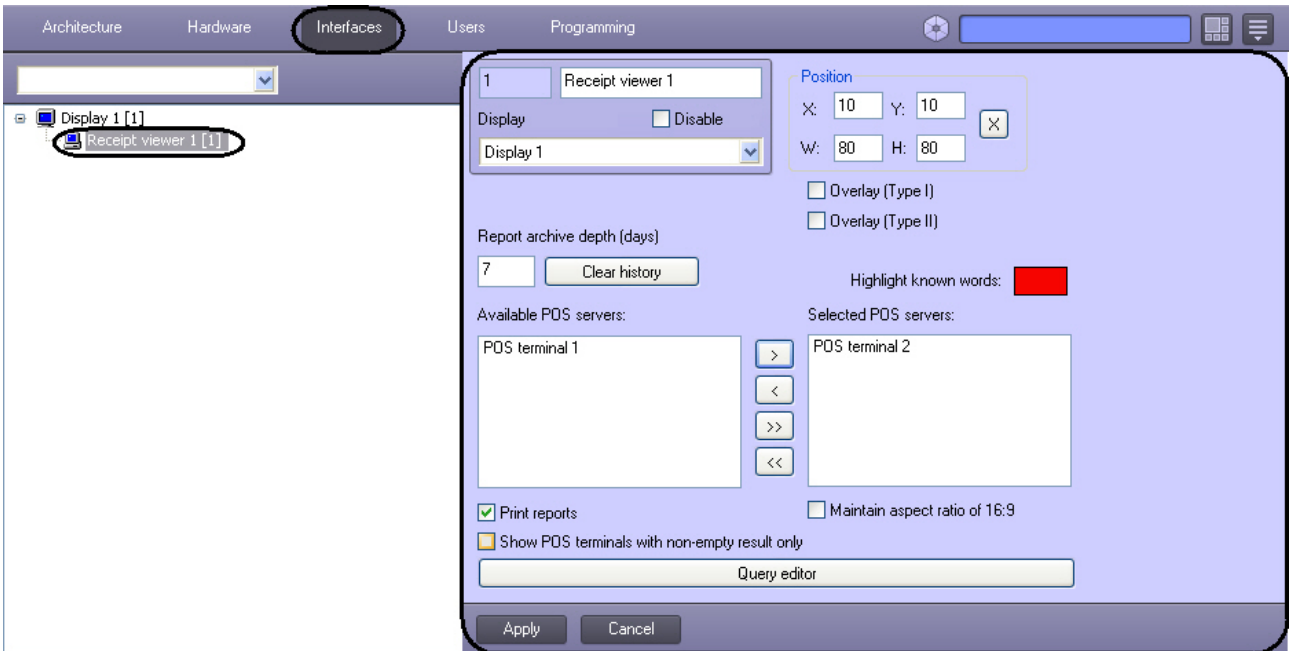 Architecture Hardware Interfaces Users Programming
Display 1 [1]
Receipt viewer 1 [1]
1 Receipt viewer 1
Display Disable
Display 1
Position
X: 10 Y: 10
X
W: 80 H: 80
Overlay (Type I)
Overlay (Type II)
Report archive depth (days)
7 Clear history
Highlight known words:
Available POS servers: Selected POS servers:
POS terminal 1 POS terminal 2
>
<
>>
<<
Print reports Maintain aspect ratio of 16:9
Show POS terminals with non-empty result only
Query editor
Apply Cancel